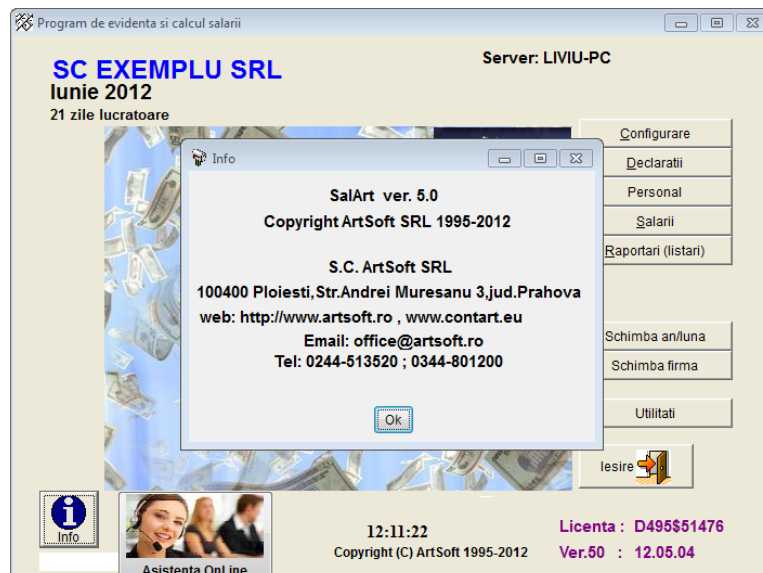 Program de evidenta si calcul salarii
SC EXEMPLU SRL
Server: LIVIU-PC
Iunie 2012
21 zile lucratoare
Info
SalArt ver. 5.0
Copyright ArtSoft SRL 1995-2012
S.C. ArtSoft SRL
100400 Ploiesti,Str.Andrei Muresanu 3,jud.Prahova
web: http://www.artsoft.ro , www.contart.eu
Email: office@artsoft.ro
Tel: 0244-513520 ; 0344-801200
Ok
Configurare
Declaratii
Personal
Salarii
Raportari (listari)
Schimba an/luna
Schimba firma
Utilitati
Iesire
Info
Asistenta OnLine
12:11:22
Copyright (C) ArtSoft 1995-2012
Licenta : D495$51476
Ver.50 : 12.05.04